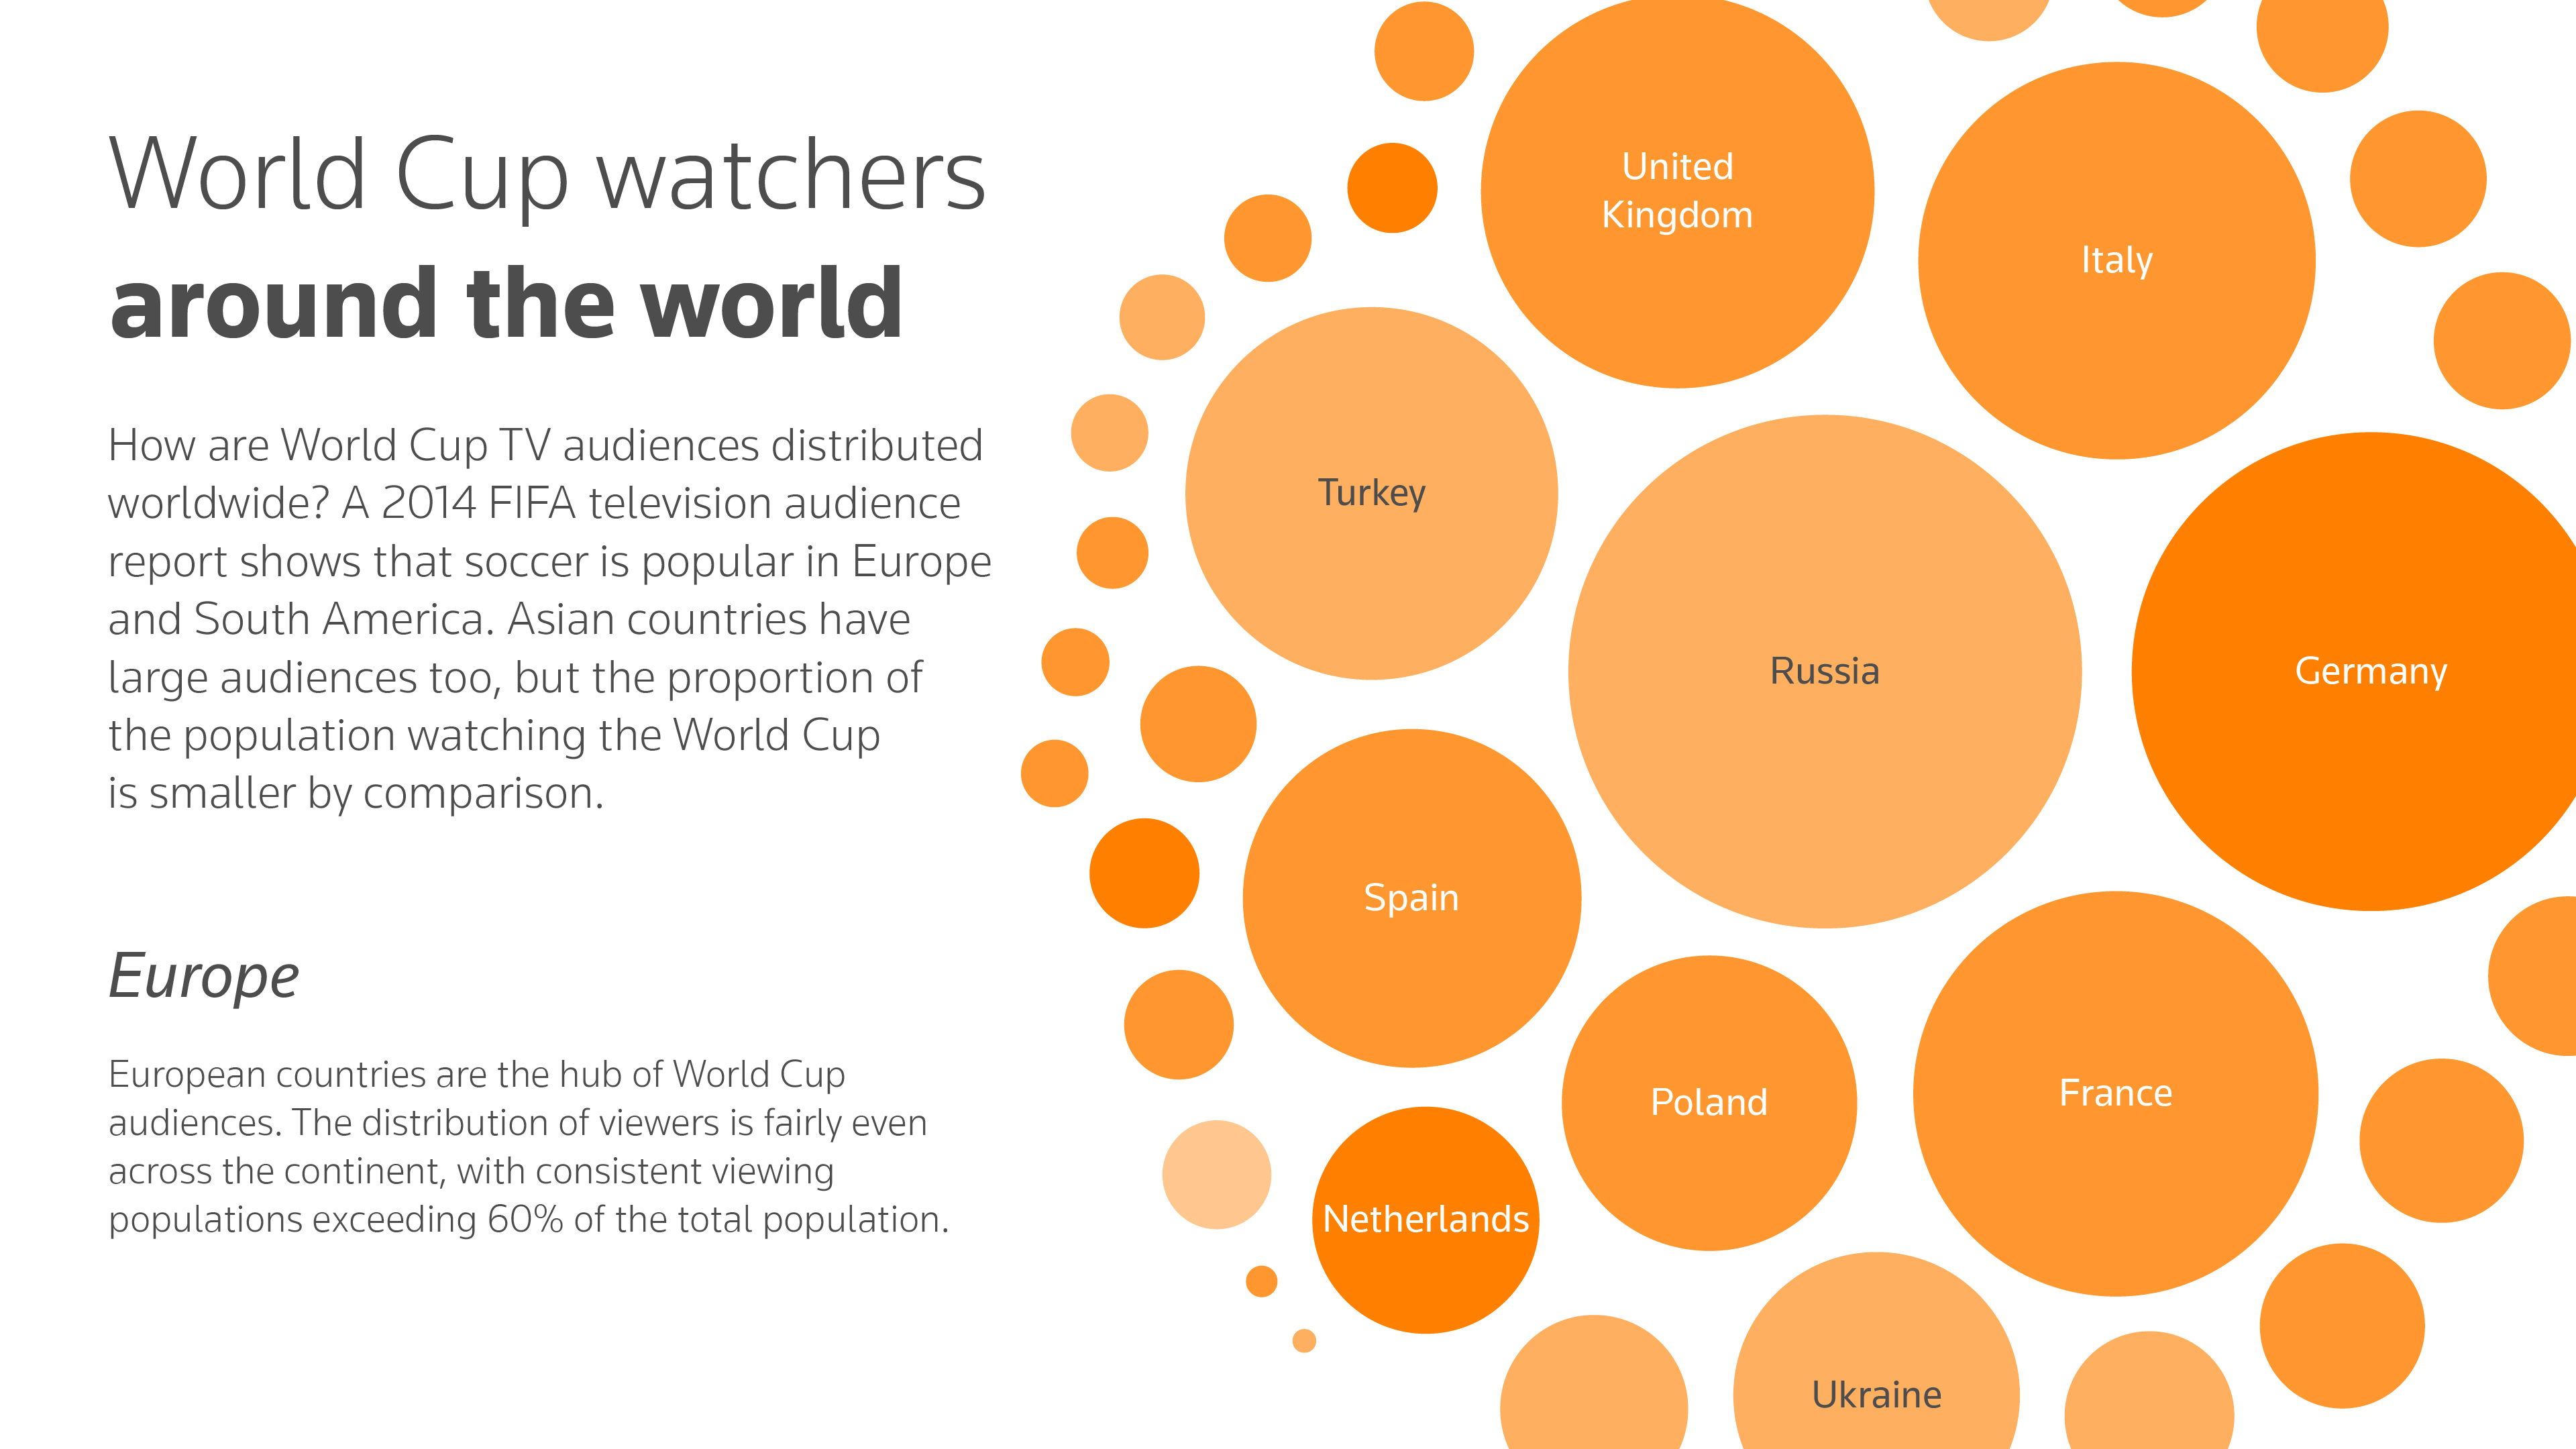 World Cup watchers
around the world
How are World Cup TV audiences distributed
worldwide? A 2014 FIFA television audience
report shows that soccer is popular in Europe
and South America. Asian countries have
large audiences too, but the proportion of
the population watching the World Cup
is smaller by comparison.
Europe
European countries are the hub of World Cup
audiences. The distribution of viewers is fairly even
across the continent, with consistent viewing
populations exceeding 60% of the total population.
United
Kingdom
Italy
Turkey
Russia
Germany
Spain
Poland
France
Netherlands
Ukraine